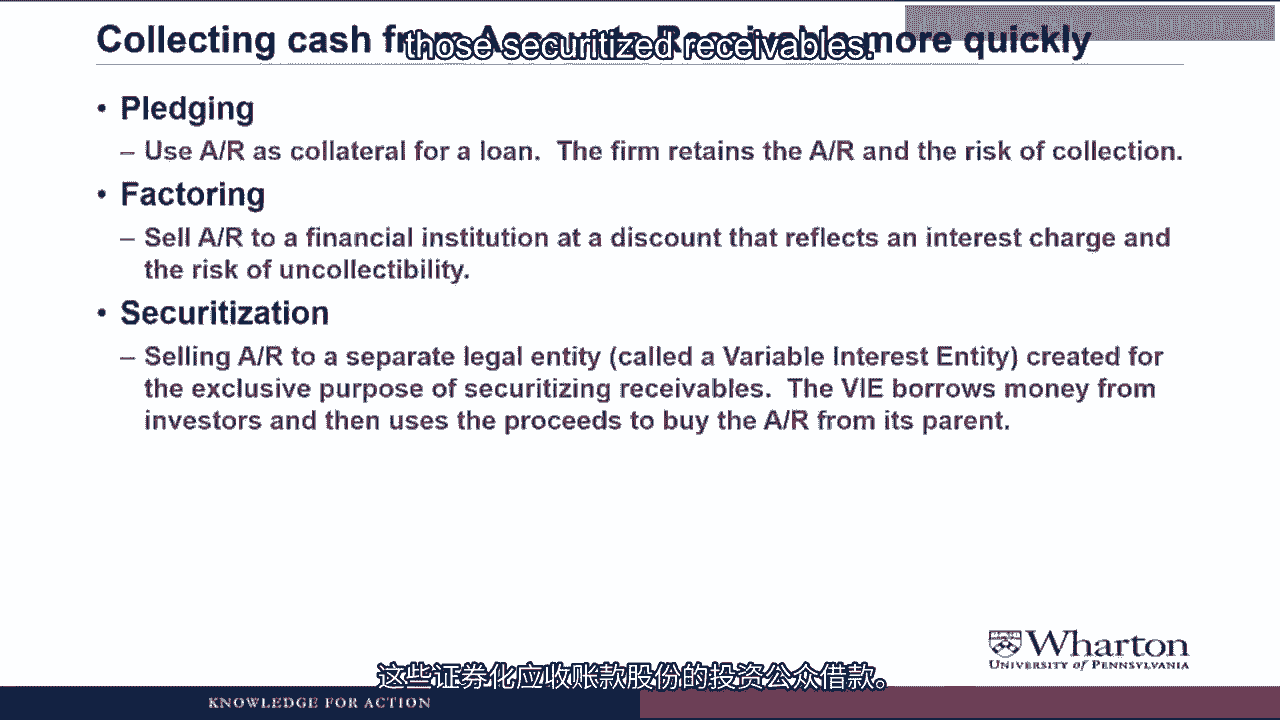 Collecting cash from Accounts Receivable more quickly
those securitized receivables.
• Pledging
– Use A/R as collateral for a loan. The firm retains the A/R and the risk of collection.
• Factoring
– Sell A/R to a financial institution at a discount that reflects an interest charge and
the risk of uncollectibility.
• Securitization
– Selling A/R to a separate legal entity (called a Variable Interest Entity) created for
the exclusive purpose of securitizing receivables. The VIE borrows money from
investors and then uses the proceeds to buy the A/R from its parent.
Wharton
UNIVERSITY of PENNSYLVANIA
这些证券化应收账款股份的投资公众借款。
KNOWLEDGE FOR ACTION